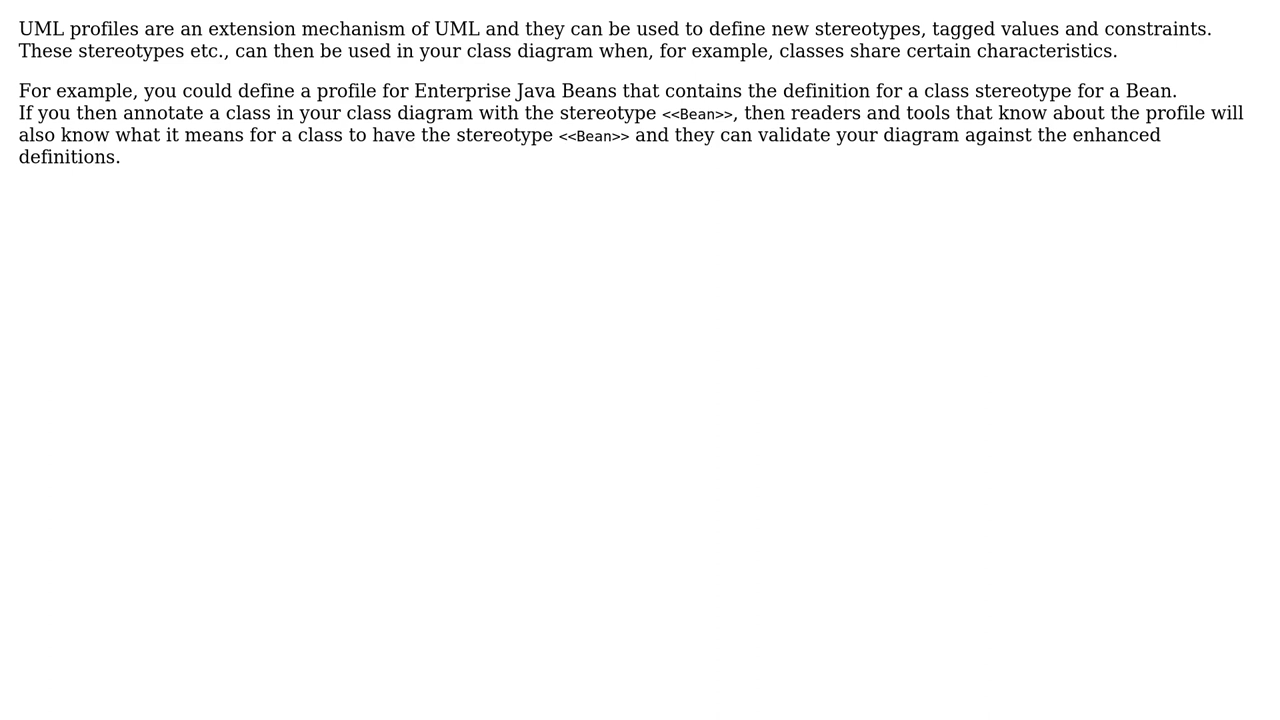 UML profiles are an extension mechanism of UML and they can be used to define new stereotypes, tagged values and constraints.
These stereotypes etc., can then be used in your class diagram when, for example, classes share certain characteristics.
For example, you could define a profile for Enterprise Java Beans that contains the definition for a class stereotype for a Bean.
If you then annotate a class in your class diagram with the stereotype <<Bean>>, then readers and tools that know about the profile will
also know what it means for a class to have the stereotype <<Bean>> and they can validate your diagram against the enhanced
definitions.